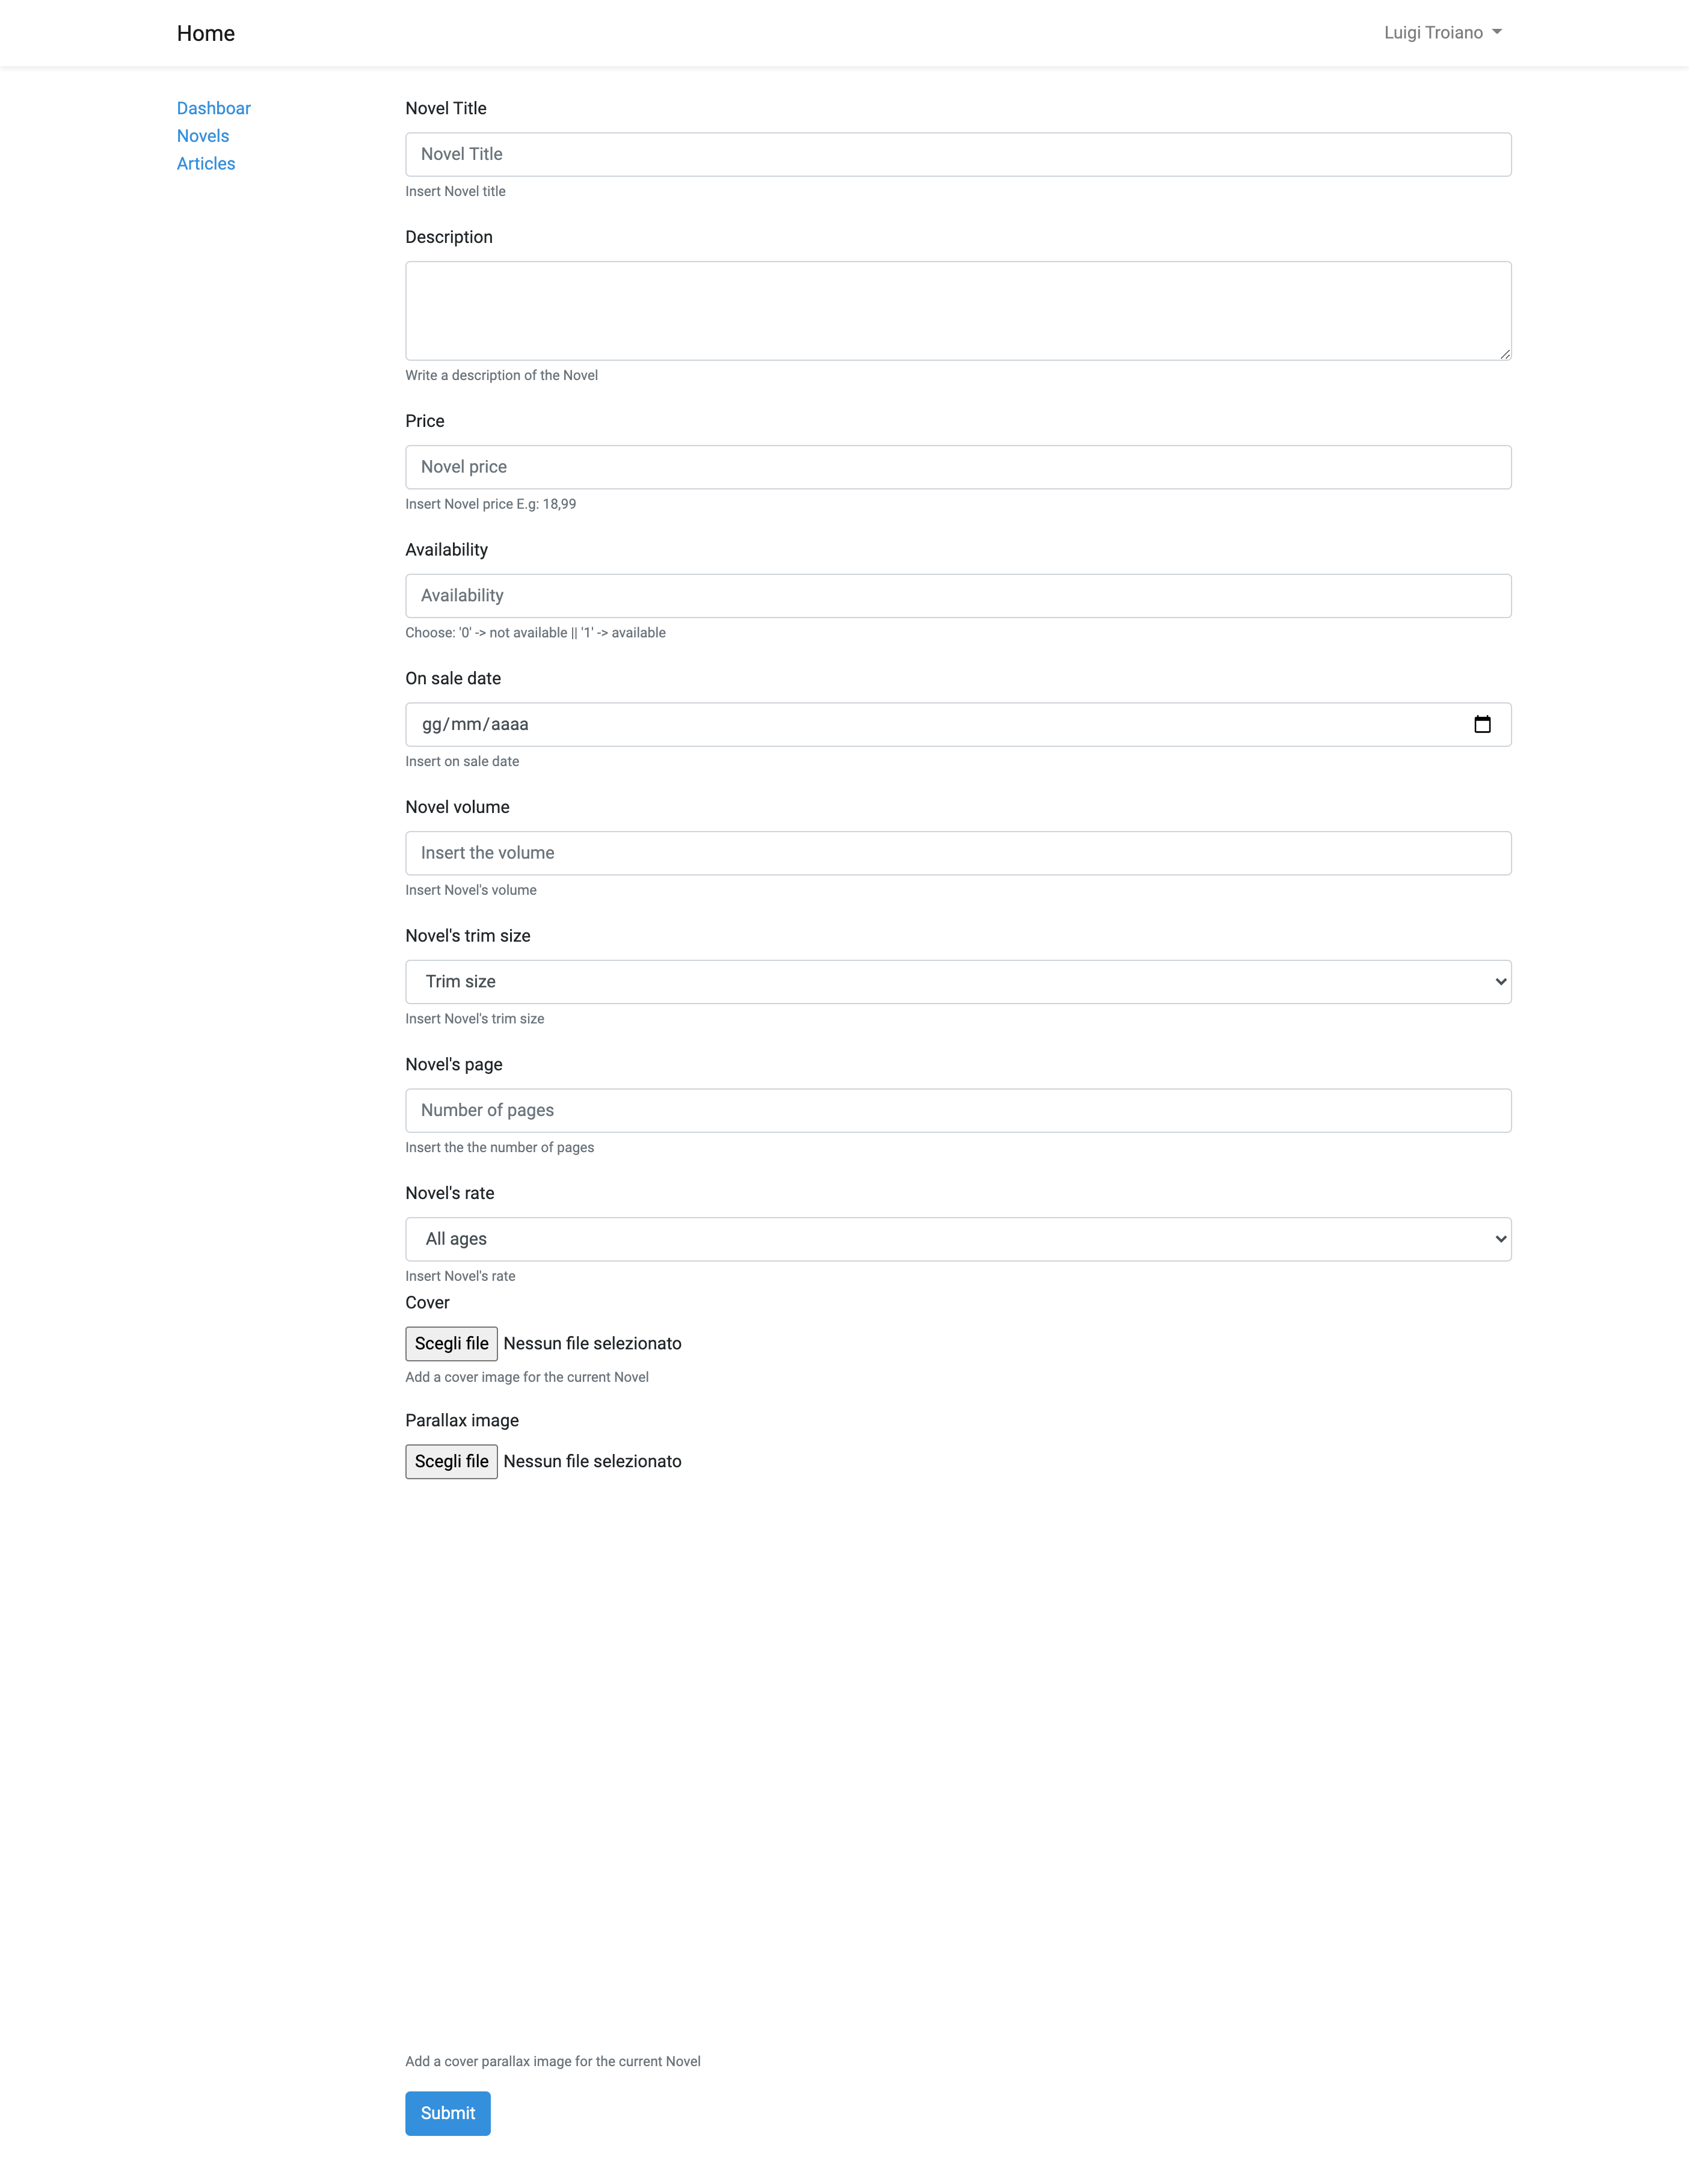 Home
Luigi Troiano
Dashboar
Novels
Articles
Novel Title
Novel Title
Insert Novel title
Description
Write a description of the Novel
Price
Novel price
Insert Novel price E.g: 18,99
Availability
Availability
Choose: '0' -> not available || '1' -> available
On sale date
gg/mm/aaaa
Insert on sale date
Novel volume
Insert the volume
Insert Novel's volume
Novel's trim size
Trim size
Insert Novel's trim size
Novel's page
Number of pages
Insert the the number of pages
Novel's rate
All ages
Insert Novel's rate
Cover
Scegli file Nessun file selezionato
Add a cover image for the current Novel
Parallax image
Scegli file Nessun file selezionato
Add a cover parallax image for the current Novel
Submit